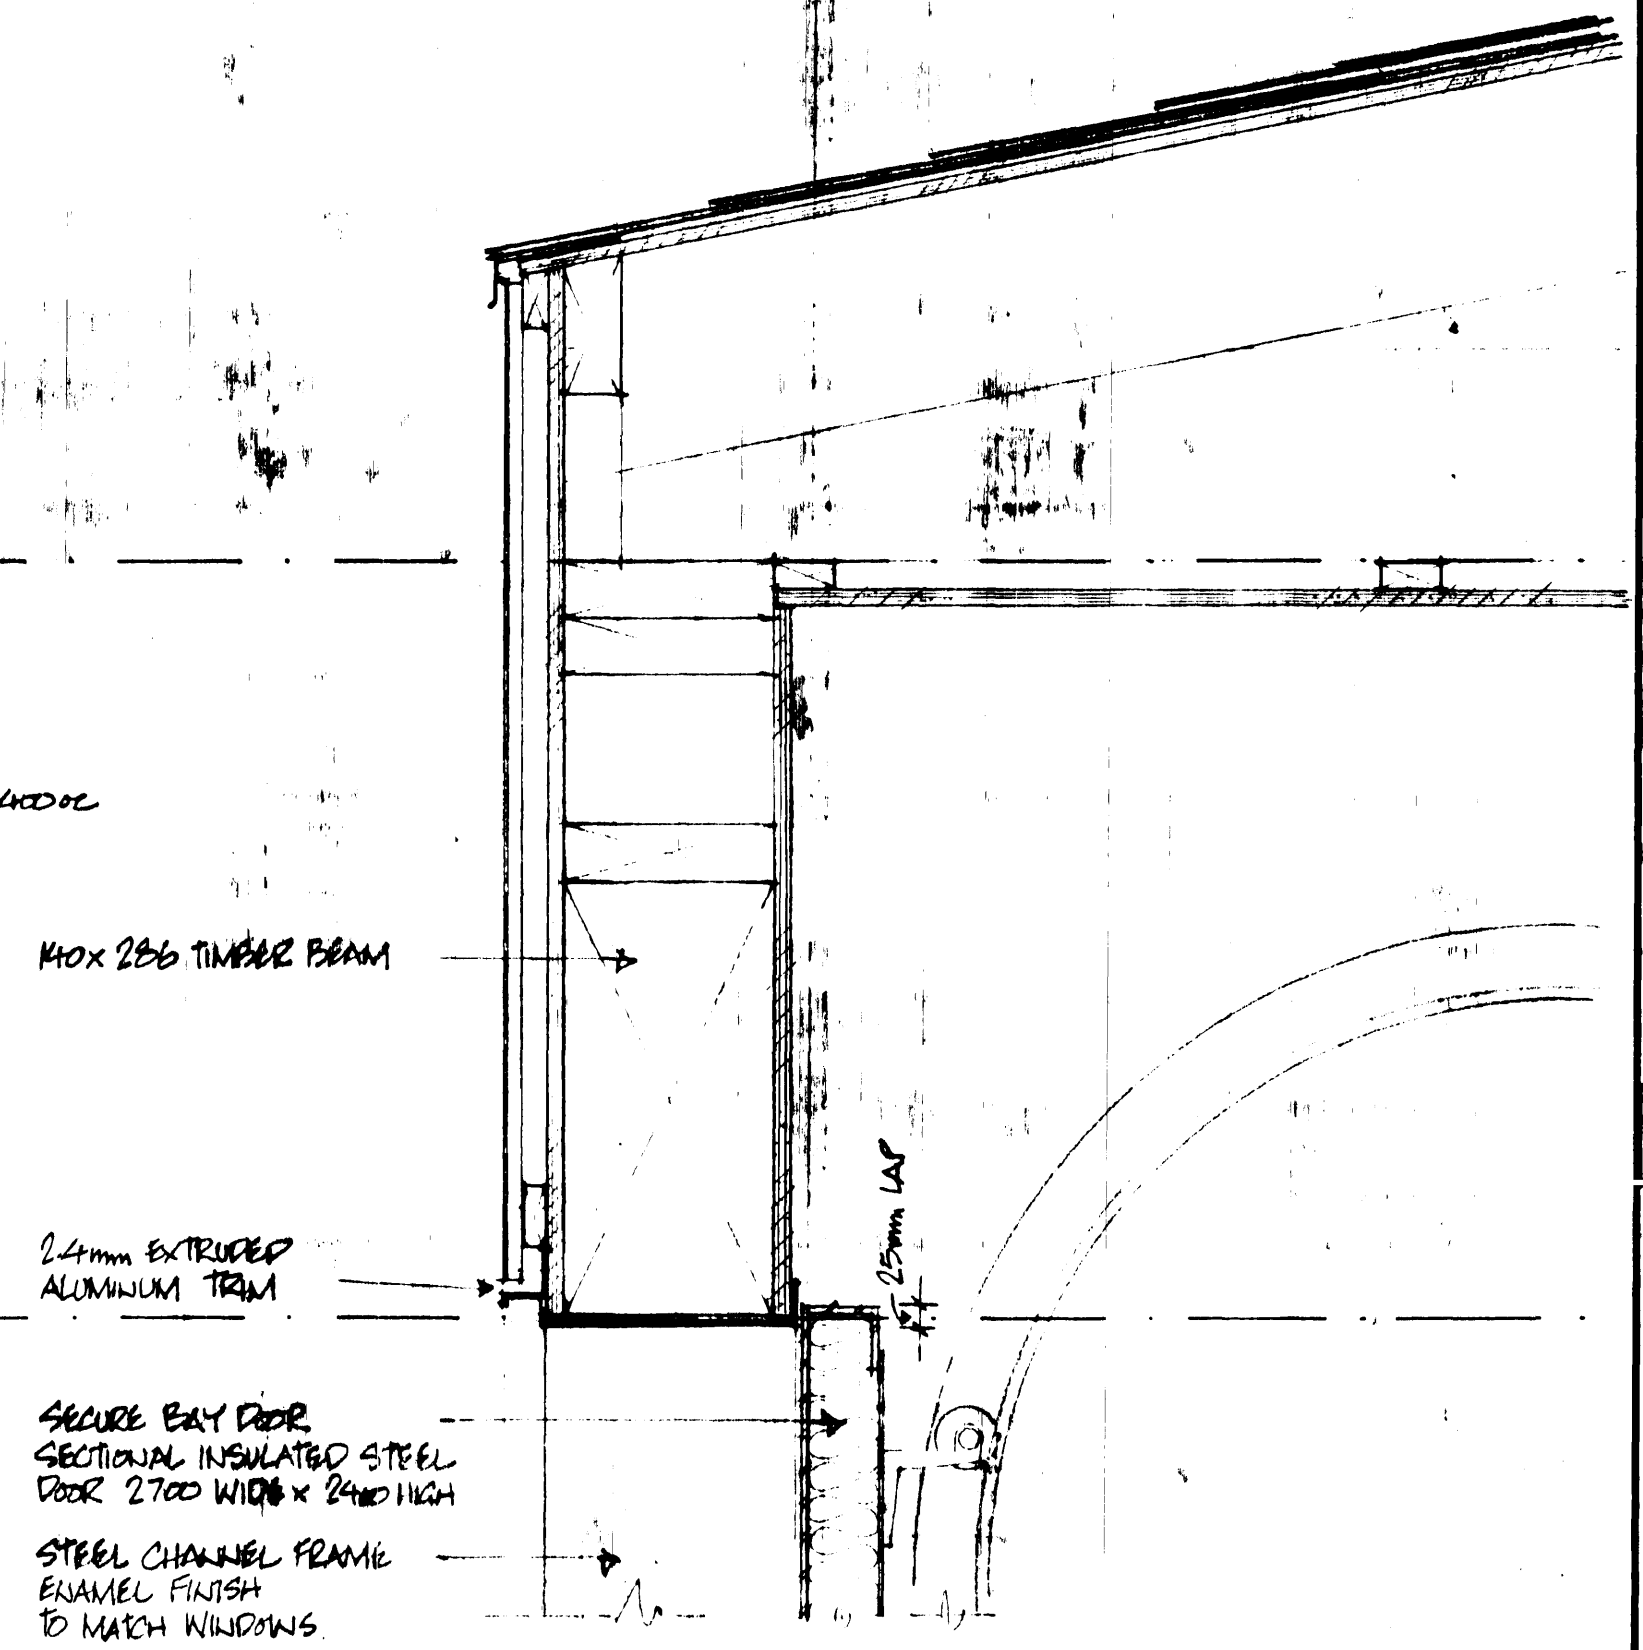 400 OC
140 x 286 TIMBER BEAM
25mm LAP
2.4mm EXTRUDED
ALUMINUM TRIM
SECURE BAY DOOR
SECTIONAL INSULATED STEEL
DOOR 2700 WIDE x 2400 HIGH
STEEL CHANNEL FRAME
ENAMEL FINISH
TO MATCH WINDOWS.